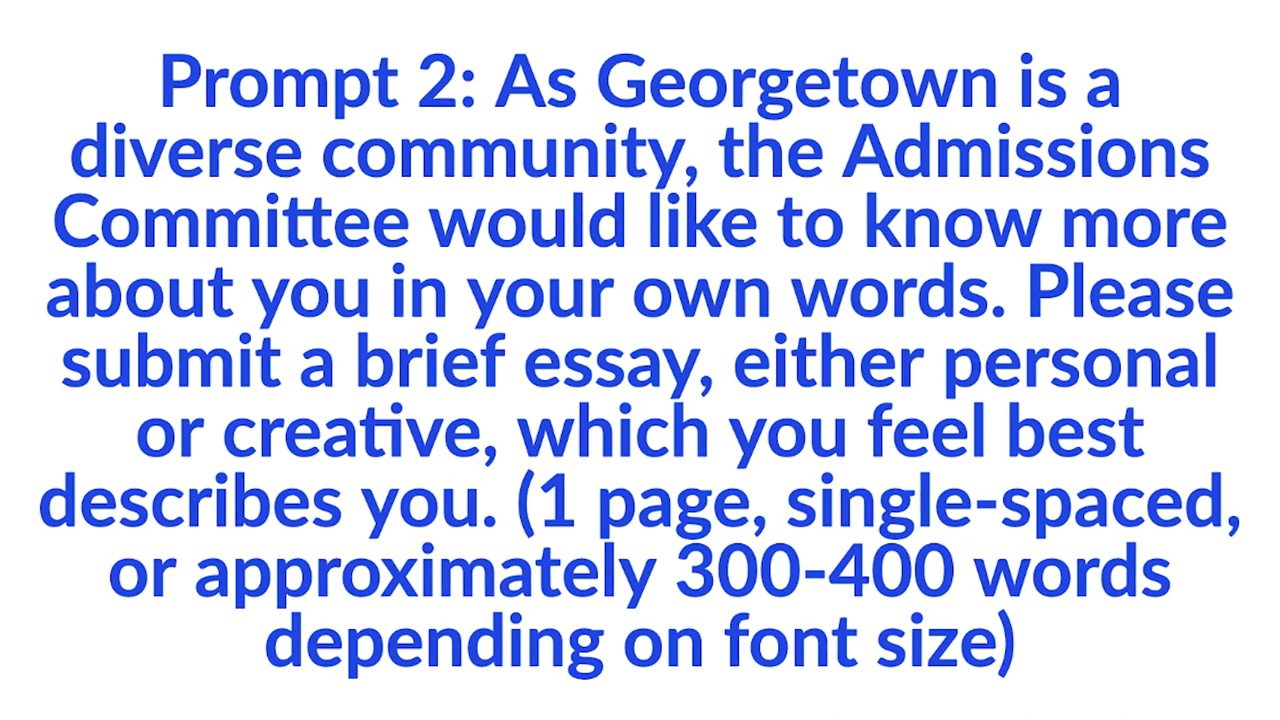 Prompt 2: As Georgetown is a
diverse community, the Admissions
Committee would like to know more
about you in your own words. Please
submit a brief essay, either personal
or creative, which you feel best
describes you. (1 page, single-spaced,
or approximately 300-400 words
depending on font size)